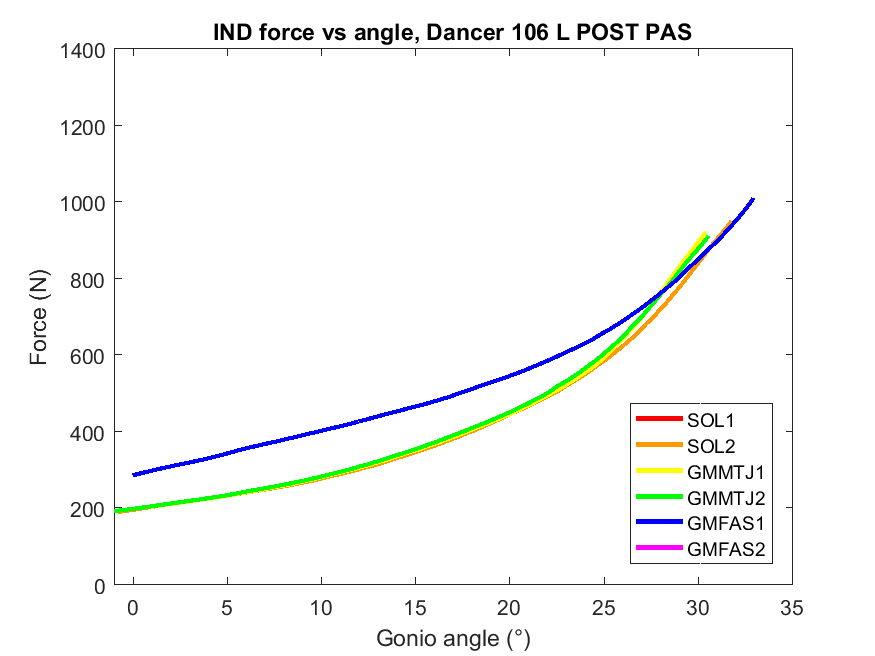 IND force vs angle, Dancer 106 L POST PAS
1400
1200
1000
800
600
400
200
0
Force (N)
0 5 10 15 20 25 30 35
Gonio angle (°)
SOL1
SOL2
GMMTJ1
GMMTJ2
GMFAS1
GMFAS2